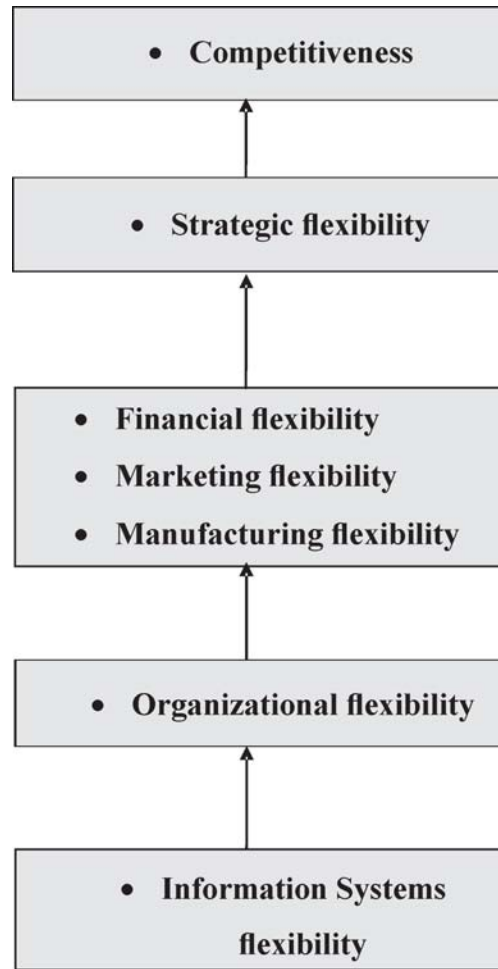 • Competitiveness
• Strategic flexibility
• Financial flexibility
• Marketing flexibility
• Manufacturing flexibility
• Organizational flexibility
• Information Systems
flexibility